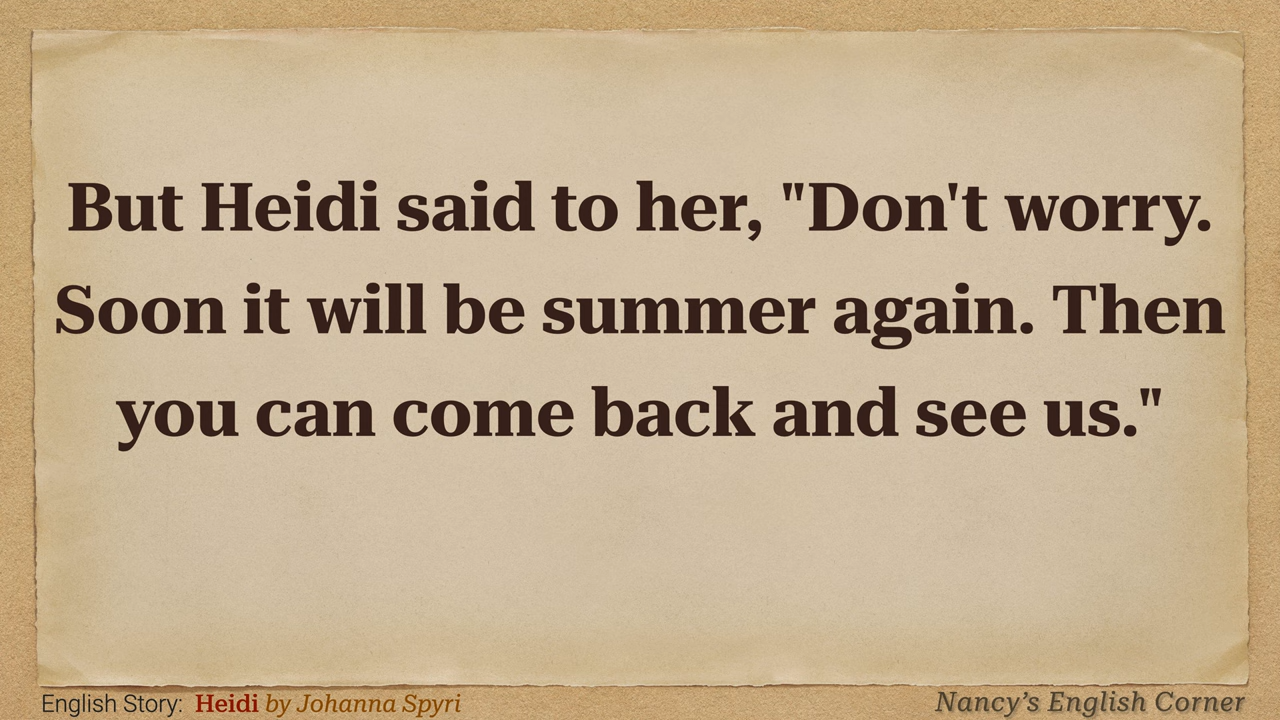 But Heidi said to her, "Don't worry.
Soon it will be summer again. Then
you can come back and see us."
English Story: Heidi by Johanna Spyri
Nancy’s English Corner